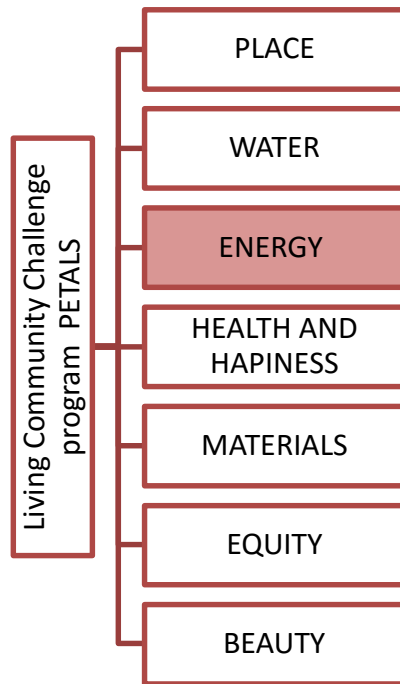 Living Community Challenge
program PETALS
PLACE
WATER
ENERGY
HEALTH AND
HAPINESS
MATERIALS
EQUITY
BEAUTY